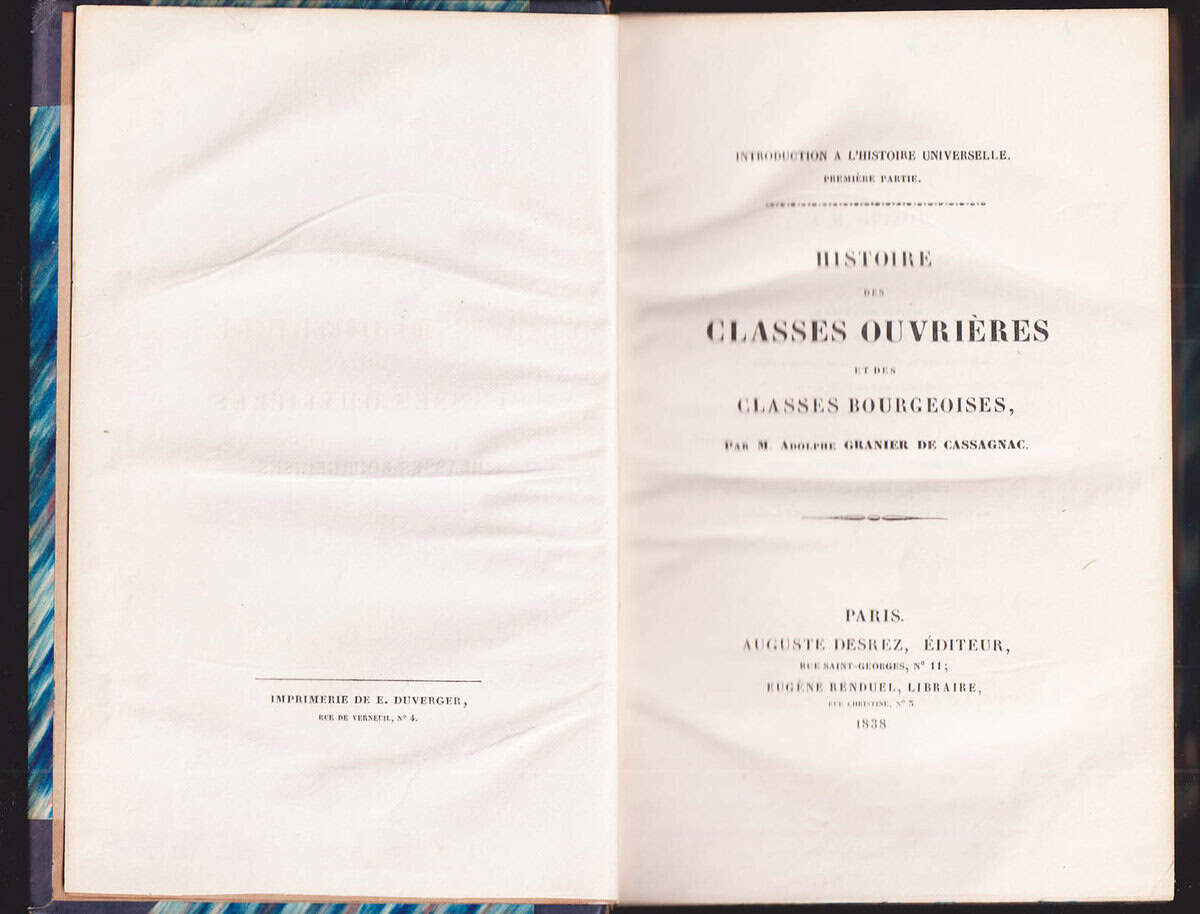 IMPRIMERIE DE E. DUVERGER,
RUE DE VERNEUIL, N° 4.
INTRODUCTION A L'HISTOIRE UNIVERSELLE.
PREMIÈRE PARTIE.
HISTOIRE
DES
CLASSES OUVRIÈRES
ET DES
CLASSES BOURGEOISES,
PAR M. ADOLPHE GRANIER DE CASSAGNAC.
PARIS.
AUGUSTE DESREZ, ÉDITEUR,
RUE SAINT-GEORGES, N° 11;
EUGÈNE RENDUEL, LIBRAIRE,
RUE CHRISTINE, N° 3.
1838